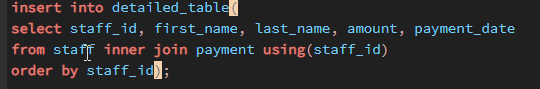 insert into detailed_table(
select staff_id, first_name, last_name, amount, payment_date
from staff inner join payment using(staff_id)
order by staff_id);